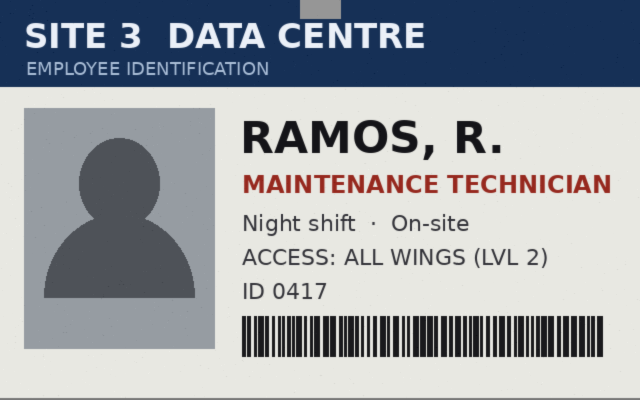 SITE 3 DATA CENTRE
EMPLOYEE IDENTIFICATION
RAMOS, R.
MAINTENANCE TECHNICIAN
Night shift · On-site
ACCESS: ALL WINGS (LVL 2)
ID 0417